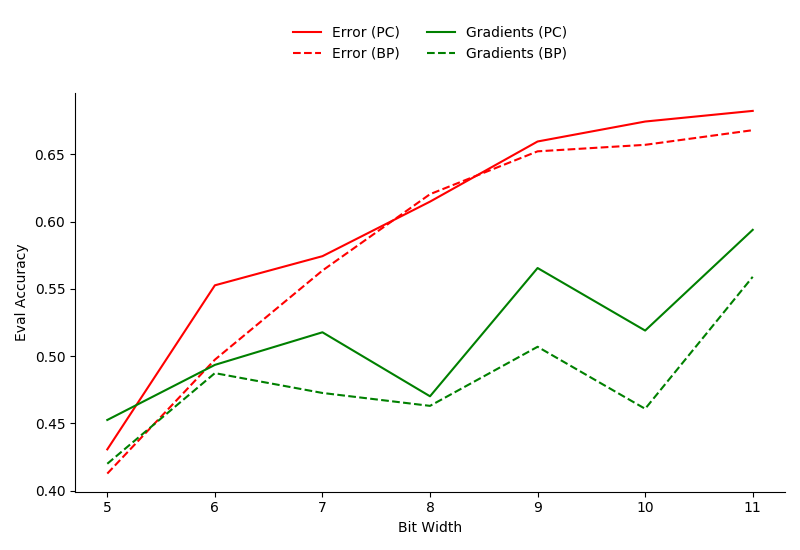 Error (PC)
Error (BP)
Gradients (PC)
Gradients (BP)
Eval Accuracy
0.65
0.60
0.55
0.50
0.45
0.40
5 6 7 8 9 10 11
Bit Width